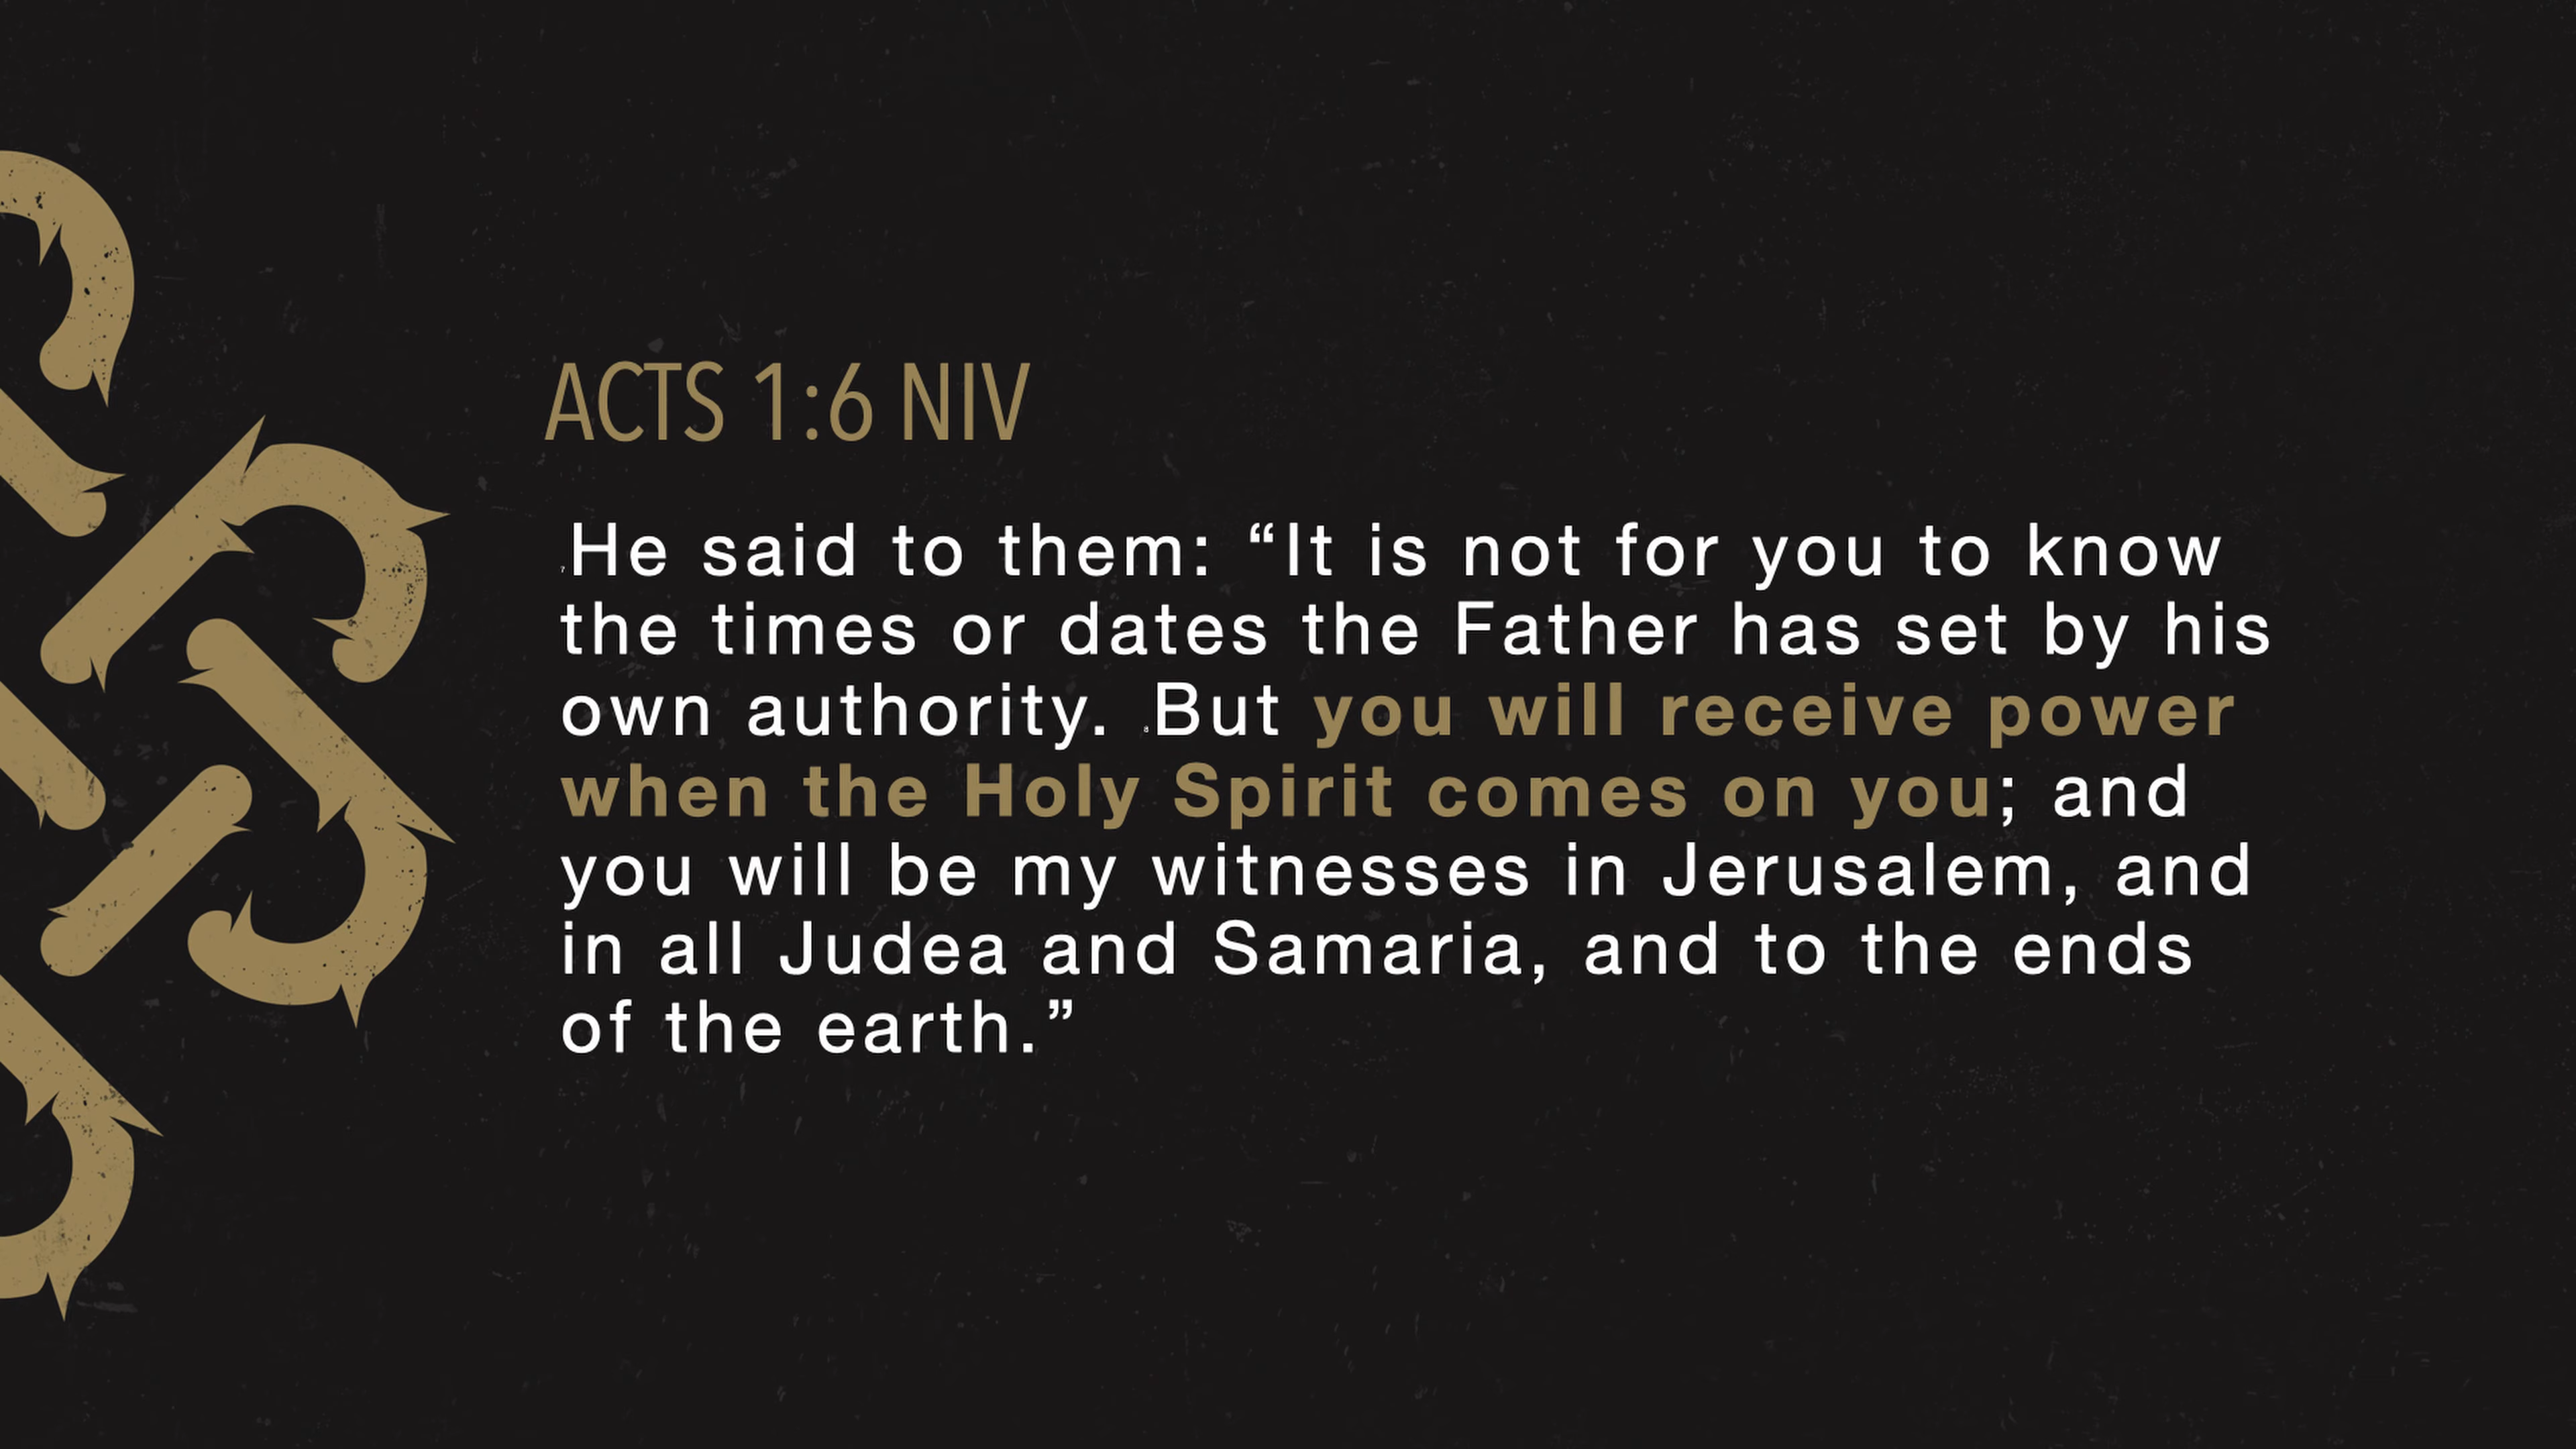 ACTS 1:6 NIV
7He said to them: “It is not for you to know
the times or dates the Father has set by his
own authority. 8But you will receive power
when the Holy Spirit comes on you; and
you will be my witnesses in Jerusalem, and
in all Judea and Samaria, and to the ends
of the earth.”